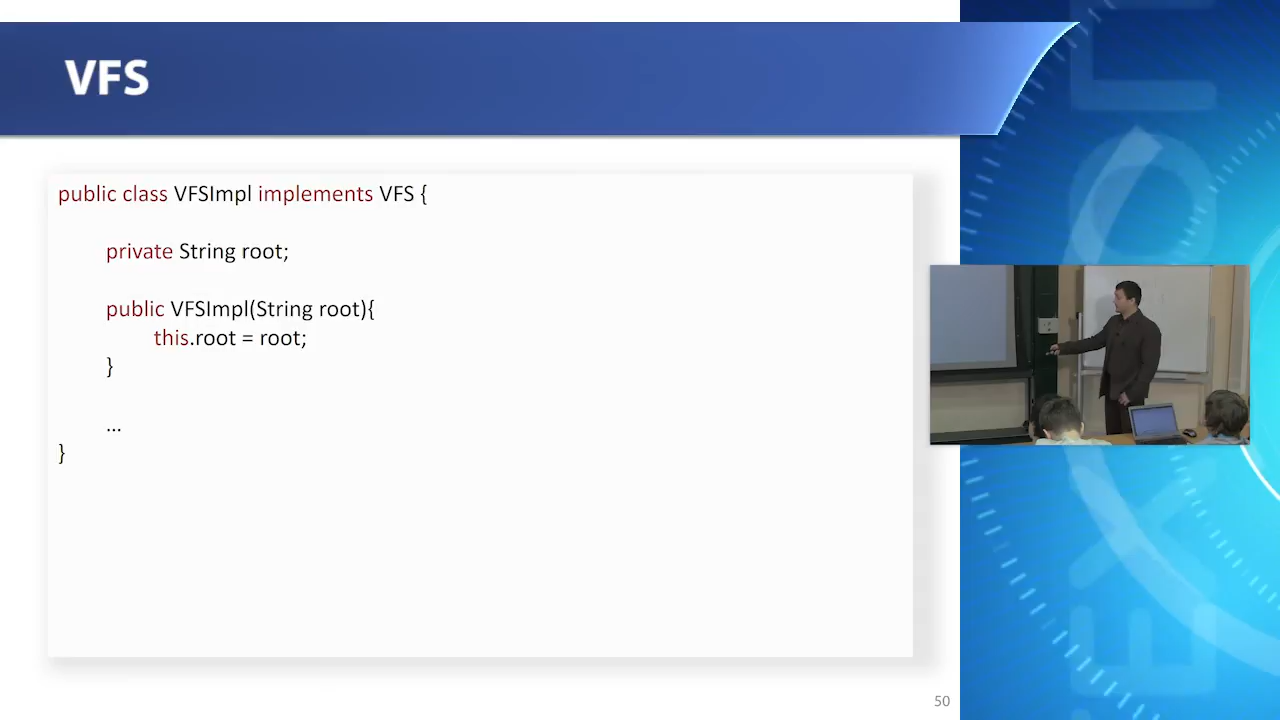 VFS
public class VFSImpl implements VFS {
private String root;
public VFSImpl(String root){
this.root = root;
}
...
}
50